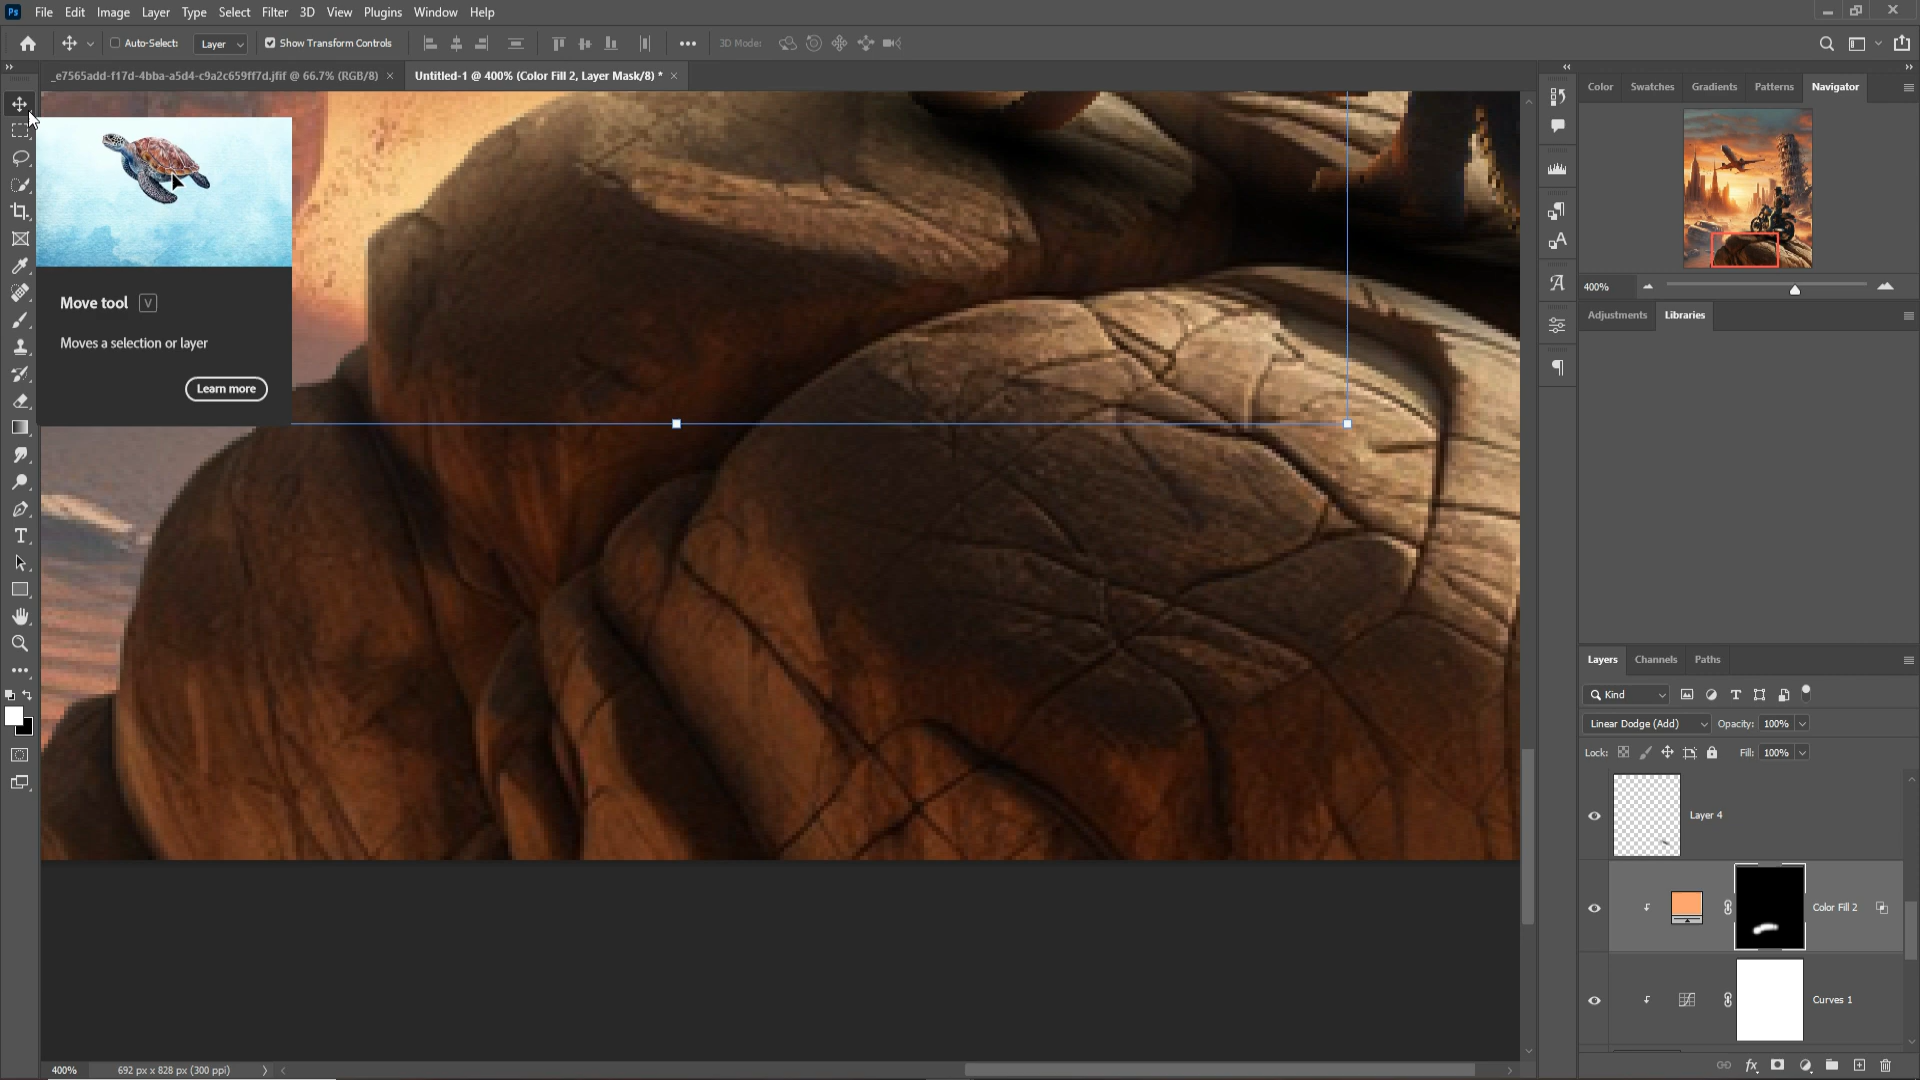 Ps File Edit Image Layer Type Select Filter 3D View Plugins Window Help
Auto-Select: Layer Show Transform Controls 3D Mode:
_e7565add-f17d-4bba-a5d4-c9a2c659ff7d.jfif @ 66.7% (RGB/8) × Untitled-1 @ 400% (Color Fill 2, Layer Mask/8) * ×
Color Swatches Gradients Patterns Navigator
Move tool V
Moves a selection or layer
Learn more
400%
Adjustments Libraries
Layers Channels Paths
Kind
Linear Dodge (Add) Opacity: 100%
Lock: Fill: 100%
Layer 4
Color Fill 2
Curves 1
400% 692 px x 828 px (300 ppi)